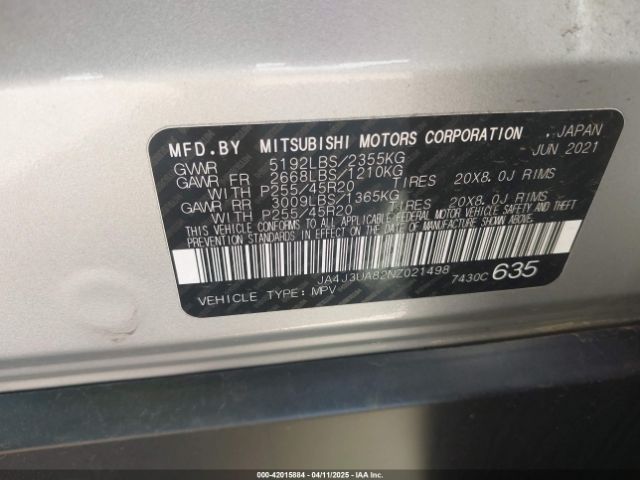 MFD.BY MITSUBISHI MOTORS CORPORATION , JAPAN
GVWR 5192LBS/2355KG JUN 2021
GAWR FR 2668LBS/1210KG
WITH P255/45R20 TIRES 20X8.0J RIMS
GAWR RR 3009LBS/1365KG
WITH P255/45R20 TIRES 20X8.0J RIMS
THIS VEHICLE CONFORMS TO ALL APPLICABLE FEDERAL MOTOR VEHICLE SAFETY AND THEFT
PREVENTION STANDARDS IN EFFECT ON THE DATE OF MANUFACTURE SHOWN ABOVE.
JA4J3UA82NZ021498 7430C 635
VEHICLE TYPE: MPV
000-42015884 - 04/11/2025 - IAAI.COM